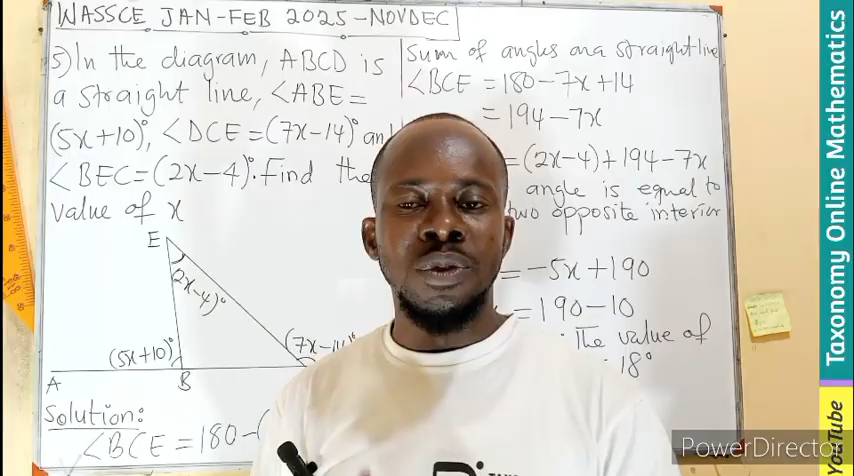 WASSCE JAN-FEB 2025-NOVDEC
5) In the diagram, ABCD is
a straight line, ∠ABE=
(5x+10)°, ∠DCE=(7x-14)° and
∠BEC=(2x-4)°. Find the
value of x
E
(2x-4)°
(5x+10)°
(7x-14)°
A
B
Solution:
∠BCE = 180-(
Sum of angles on a straight line
∠BCE = 180-7x+14
= 194-7x
=(2x-4)+194-7x
angle is equal to
two opposite interior
= -5x+190
= 190-10
The value of
18°
Taxonomy Online Mathematics
YouTube
PowerDirector